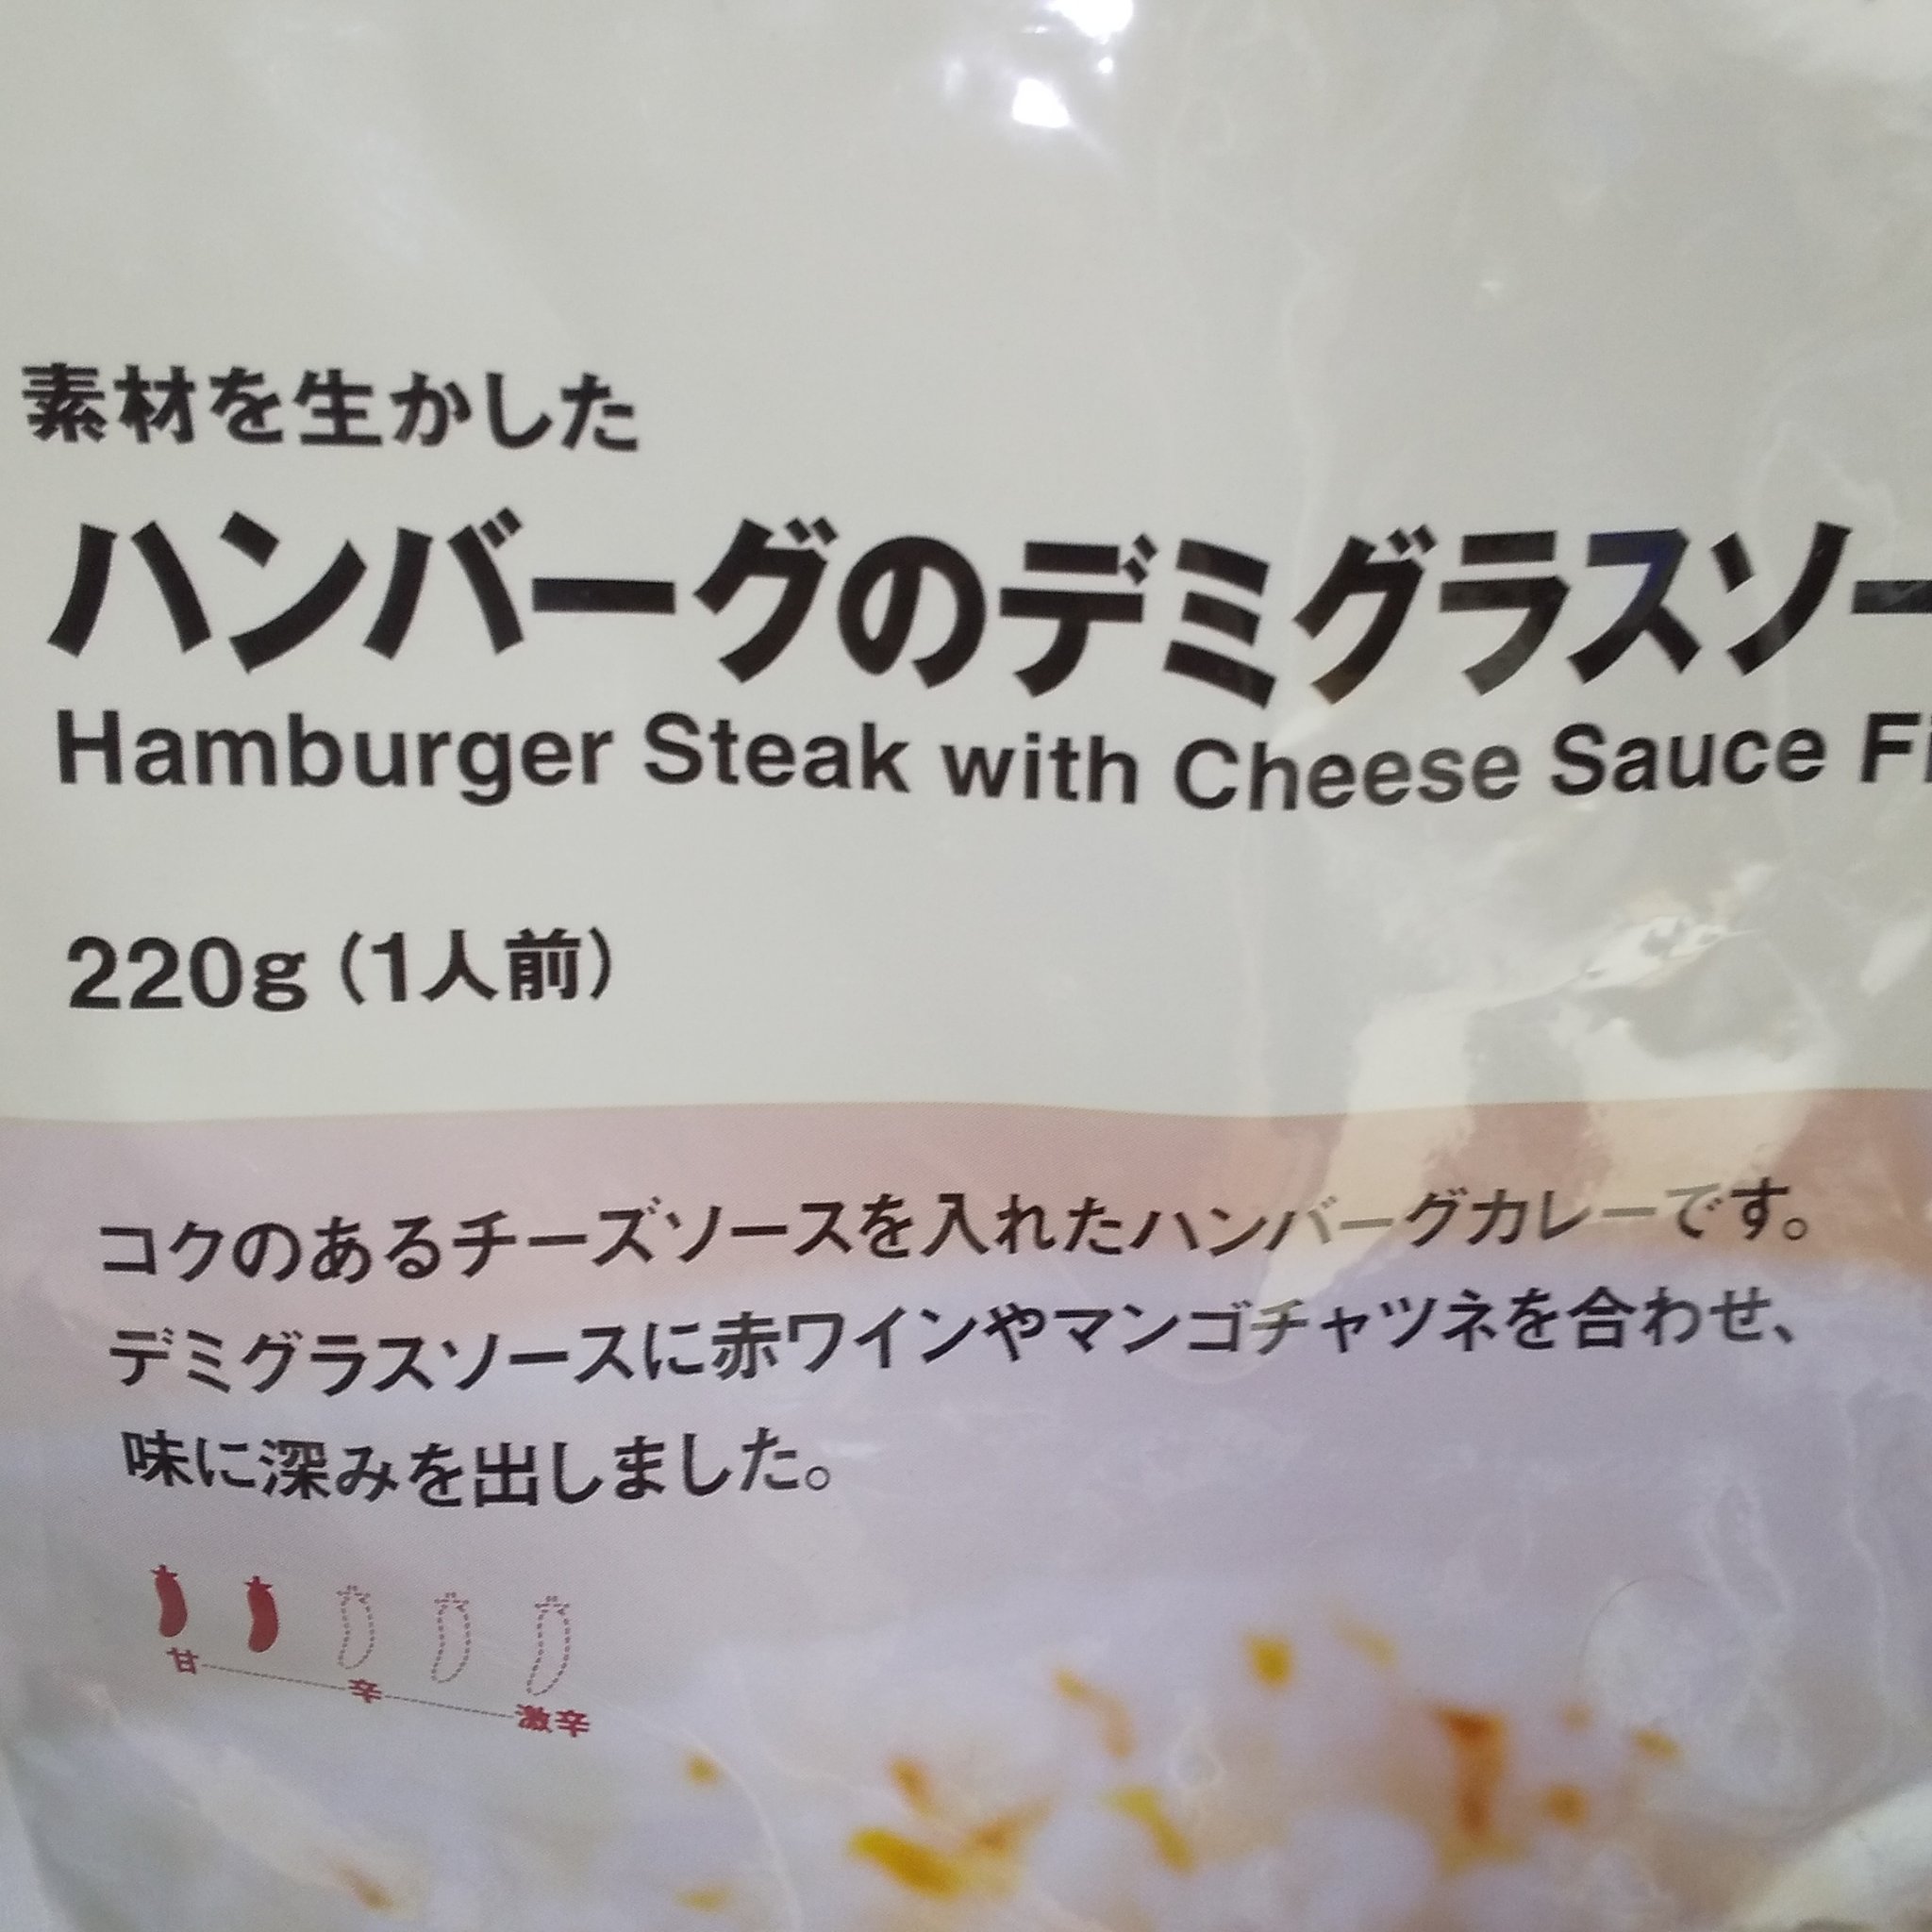 素材を生かした
ハンバーグのデミグラスソー
Hamburger Steak with Cheese Sauce Fi
220g（1人前）
コクのあるチーズソースを入れたハンバーグカレーです。
デミグラスソースに赤ワインやマンゴチャツネを合わせ、
味に深みを出しました。
甘 辛 激辛